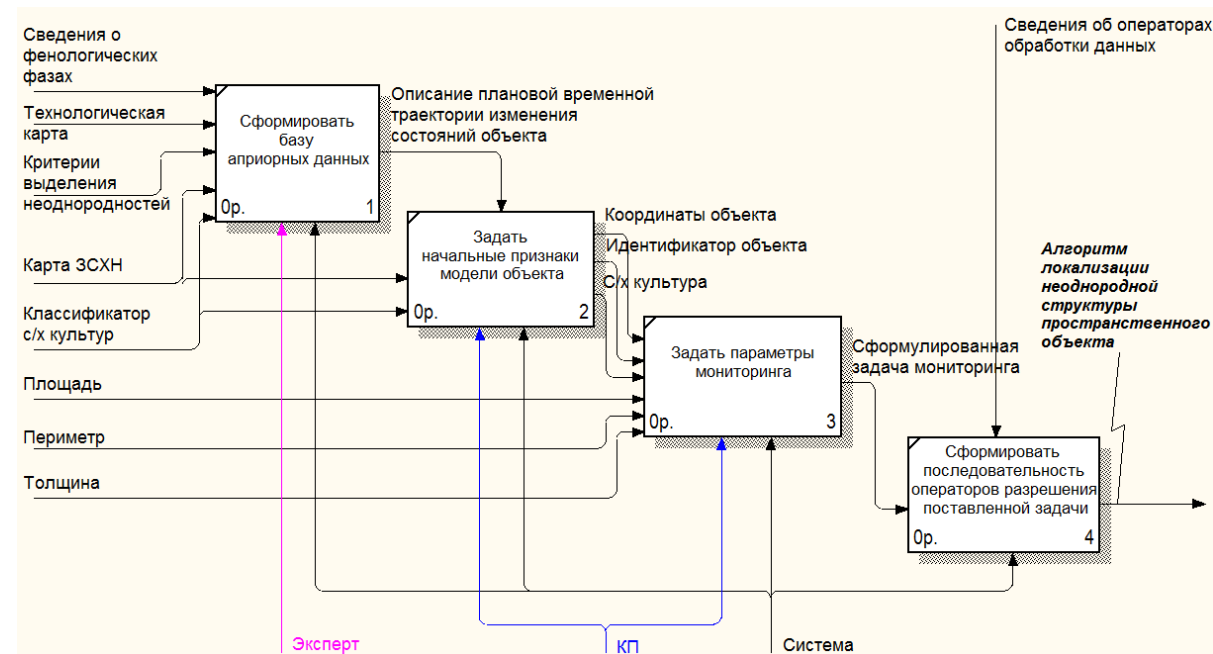 Сведения о
фенологических
фазах
Технологическая
карта
Критерии
выделения
неоднородностей
Карта ЗСХН
Классификатор
с/х культур
Площадь
Периметр
Толщина
Сформировать
базу
априорных данных
0р.
1
Описание плановой временной
траектории изменения
состояний объекта
Задать
начальные признаки
модели объекта
0р.
2
Координаты объекта
Идентификатор объекта
С/х культура
Задать параметры
мониторинга
0р.
3
Сформулированная
задача мониторинга
Сведения об операторах
обработки данных
Сформировать
последовательность
операторов разрешения
поставленной задачи
0р.
4
Алгоритм
локализации
неоднородной
структуры
пространственного
объекта
Эксперт
КП
Система